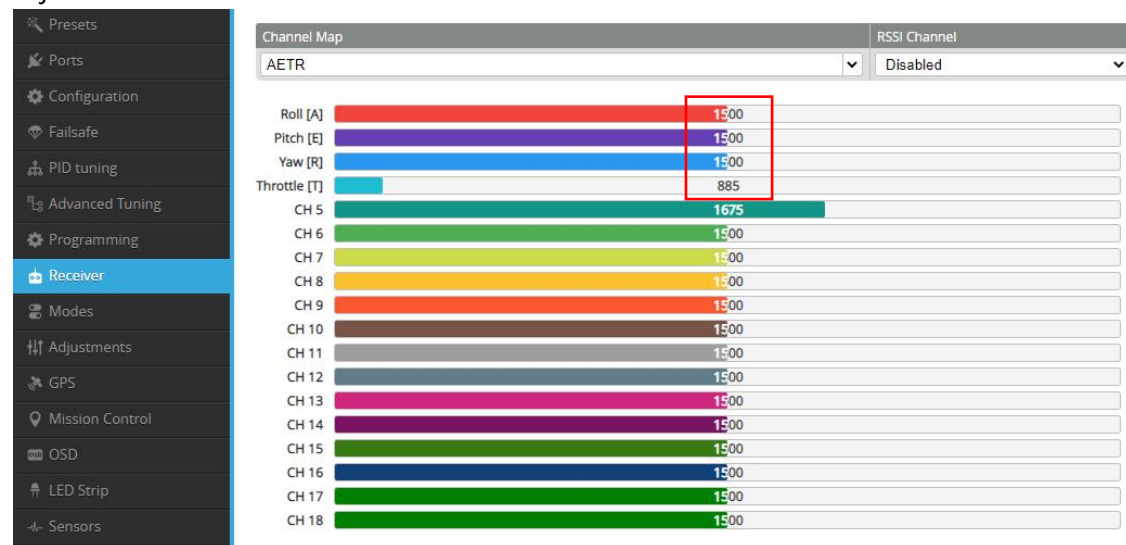 Presets
Ports
Configuration
Failsafe
PID tuning
Advanced Tuning
Programming
Receiver
Modes
Adjustments
GPS
Mission Control
OSD
LED Strip
Sensors
Channel Map
RSSI Channel
AETR
Disabled
Roll [A] 1500
Pitch [E] 1500
Yaw [R] 1500
Throttle [T] 885
CH 5 1675
CH 6 1500
CH 7 1500
CH 8 1500
CH 9 1500
CH 10 1500
CH 11 1500
CH 12 1500
CH 13 1500
CH 14 1500
CH 15 1500
CH 16 1500
CH 17 1500
CH 18 1500